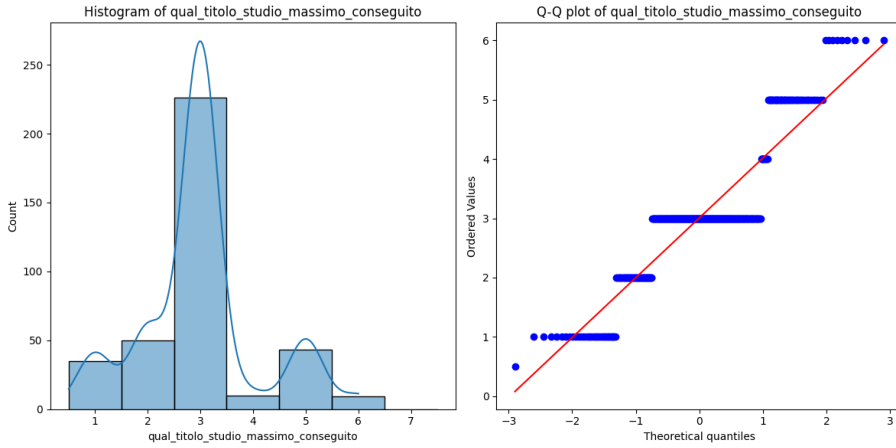 Histogram of qual_titolo_studio_massimo_conseguito
250
200
150
100
50
0
Count
1 2 3 4 5 6 7
qual_titolo_studio_massimo_conseguito
Q-Q plot of qual_titolo_studio_massimo_conseguito
6
5
4
3
2
1
0
Ordered Values
−3 −2 −1 0 1 2 3
Theoretical quantiles